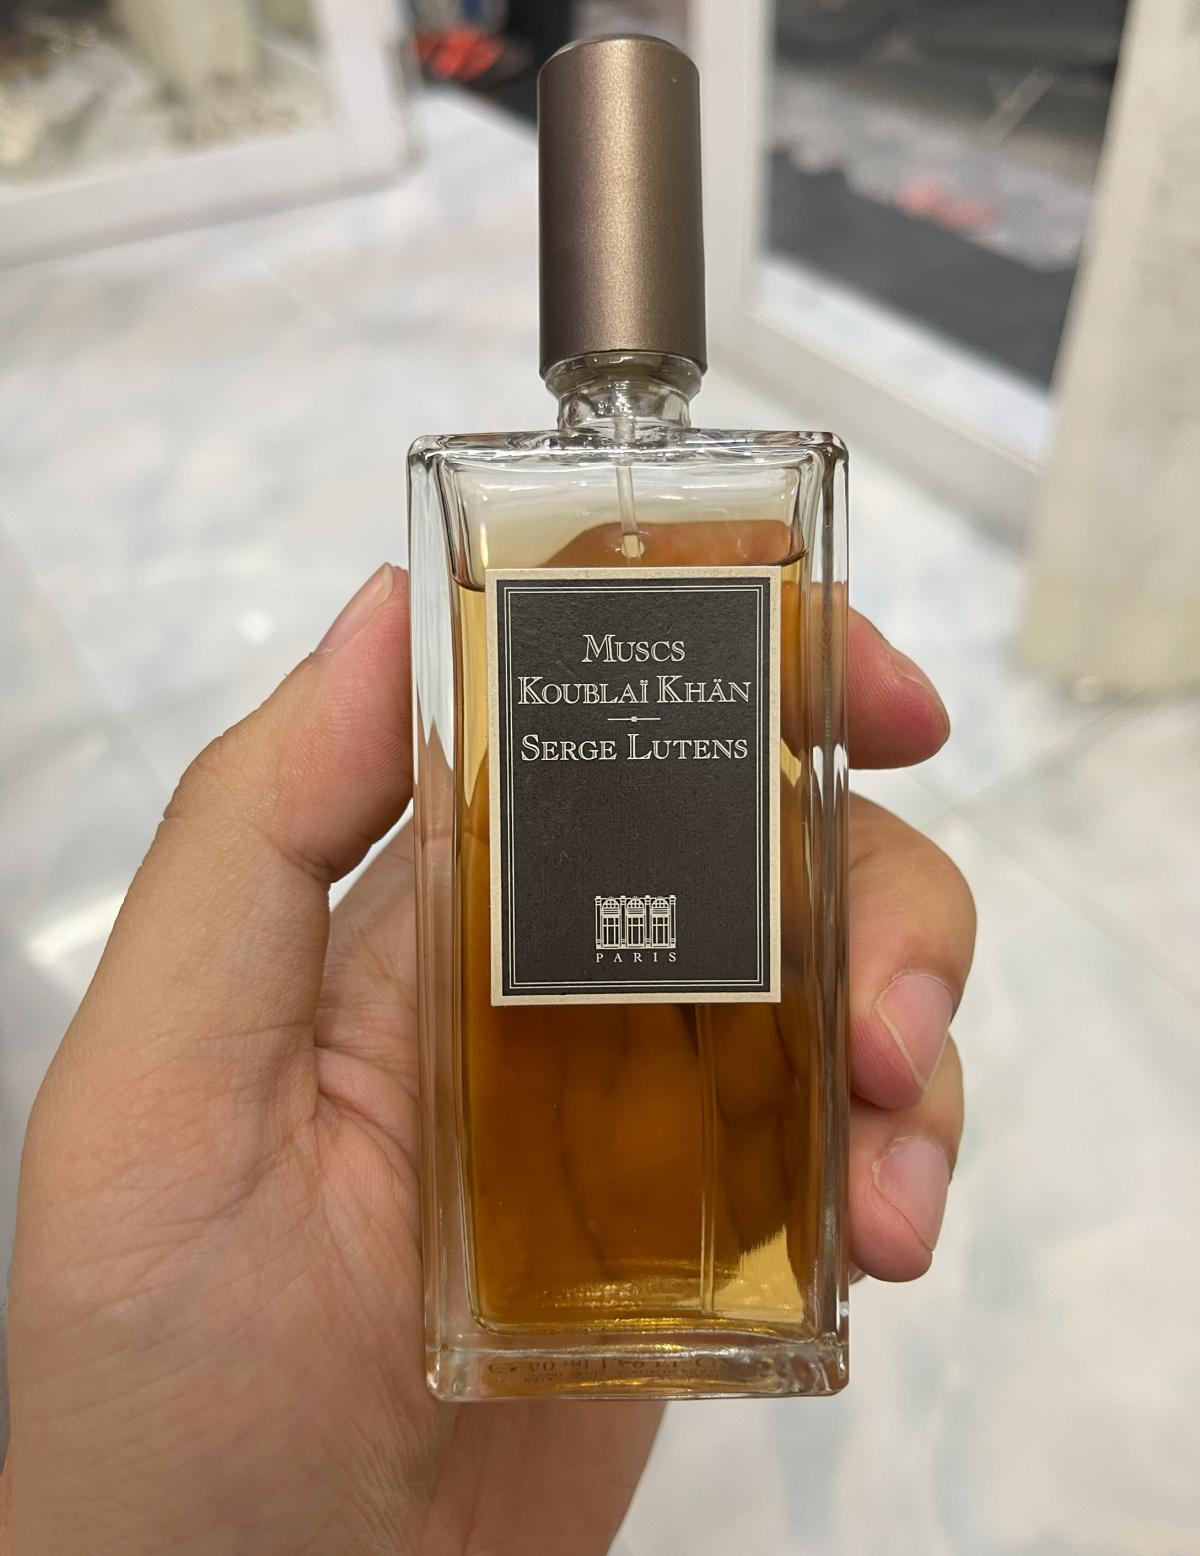 Muscs
Koublaï Khän
Serge Lutens
PARIS